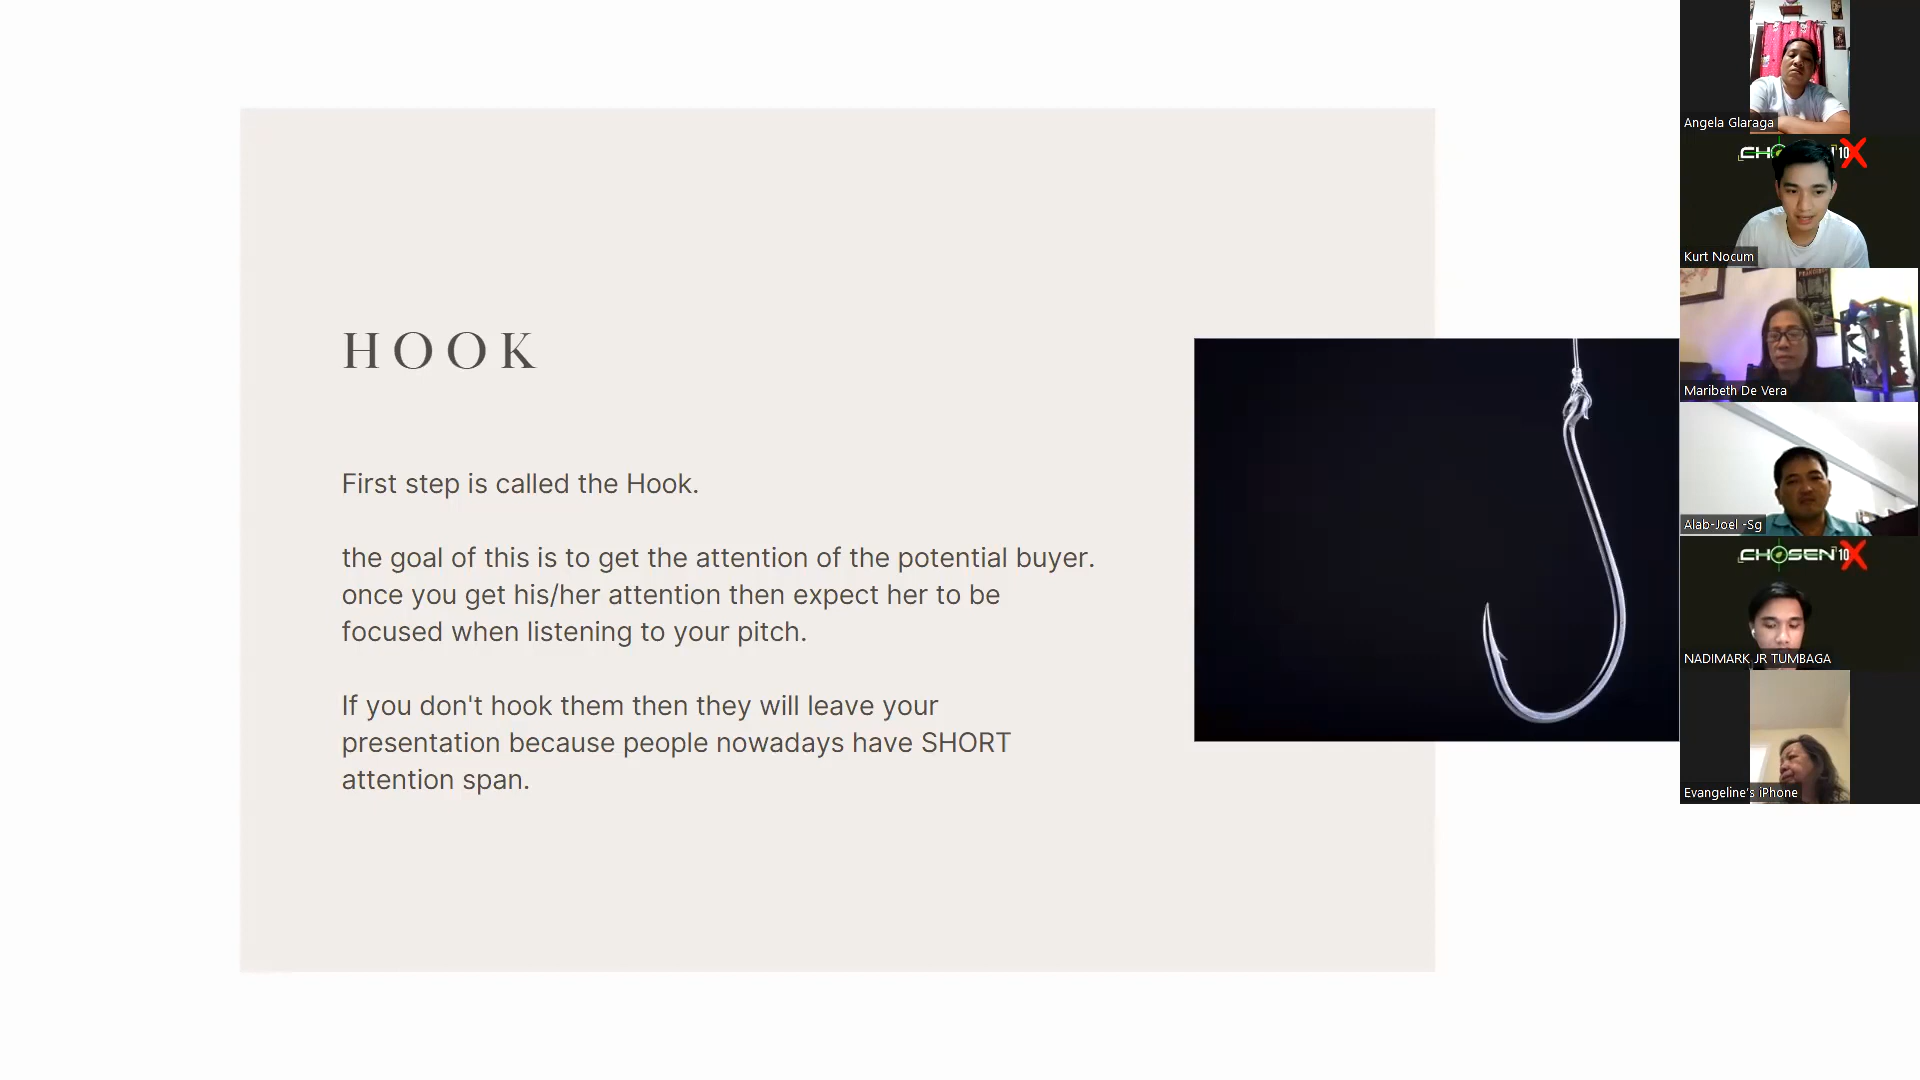 HOOK
First step is called the Hook.
the goal of this is to get the attention of the potential buyer.
once you get his/her attention then expect her to be
focused when listening to your pitch.
If you don't hook them then they will leave your
presentation because people nowadays have SHORT
attention span.
Angela Glaraga
CH 10X
Kurt Nocum
Maribeth De Vera
Alab-Joel -Sg
CHOSEN 10X
NADIMARK JR TUMBAGA
Evangeline's iPhone